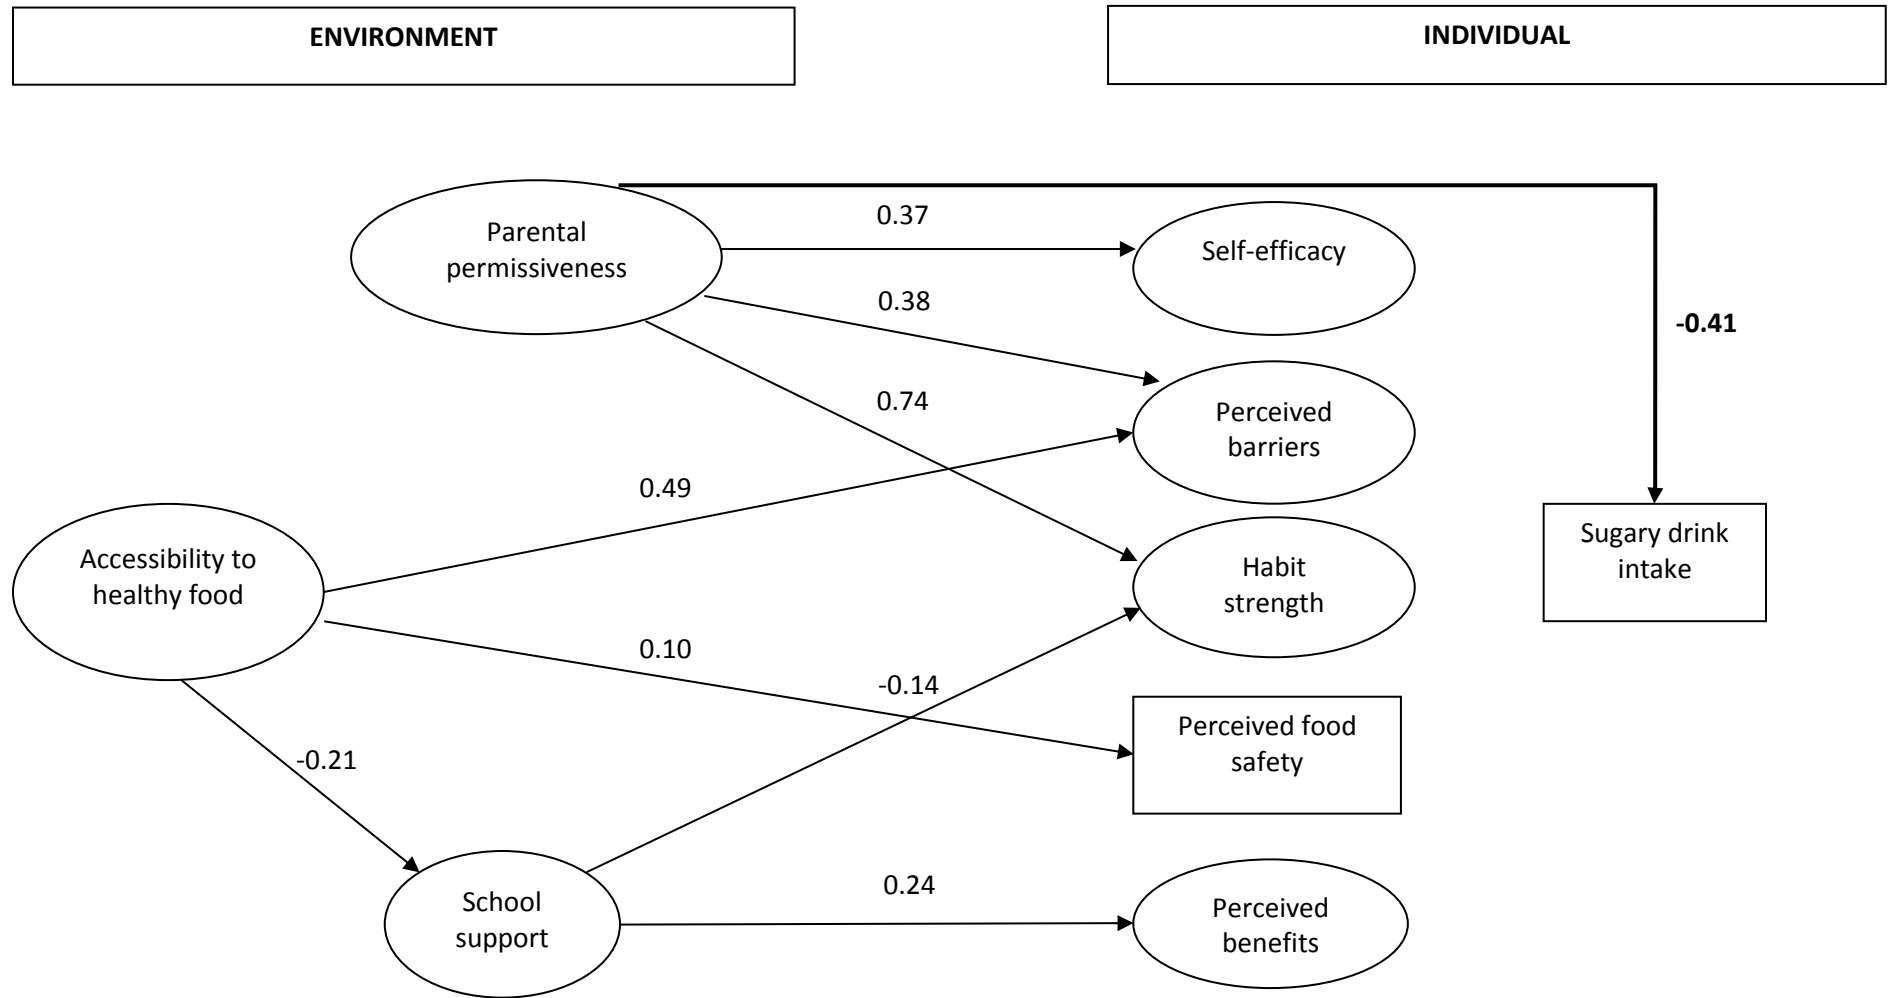 ENVIRONMENT
INDIVIDUAL
Parental
permissiveness
0.37
Self-efficacy
0.38
-0.41
0.74
Perceived
barriers
0.49
Accessibility to
healthy food
Habit
strength
Sugary drink
intake
0.10
-0.14
Perceived food
safety
-0.21
School
support
0.24
Perceived
benefits